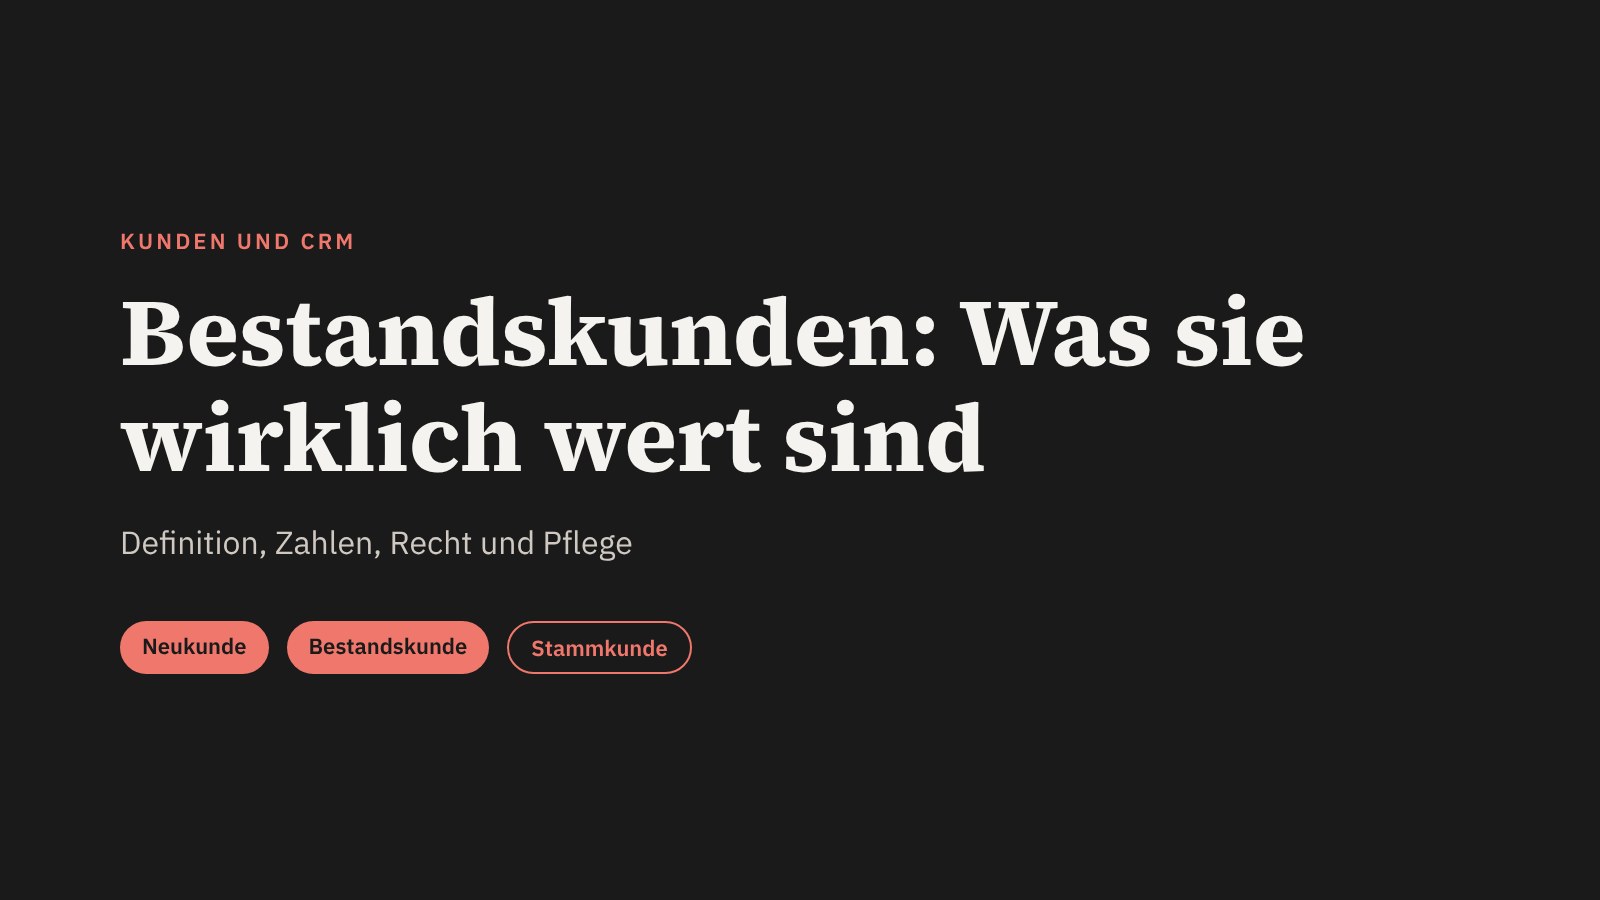 KUNDEN UND CRM
Bestandskunden: Was sie
wirklich wert sind
Definition, Zahlen, Recht und Pflege
Neukunde Bestandskunde Stammkunde